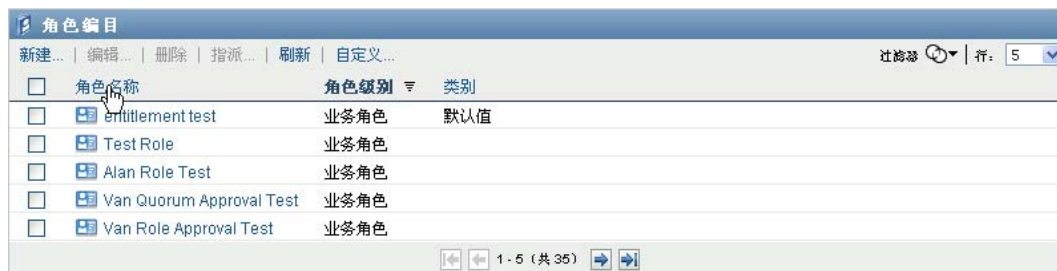 角色编目
新建... | 编辑... | 删除 | 指派... | 刷新 | 自定义... 过滤器 行: 5
角色名称 角色级别 类别
entitlement test 业务角色 默认值
Test Role 业务角色
Alan Role Test 业务角色
Van Quorum Approval Test 业务角色
Van Role Approval Test 业务角色
1 - 5 (共 35)